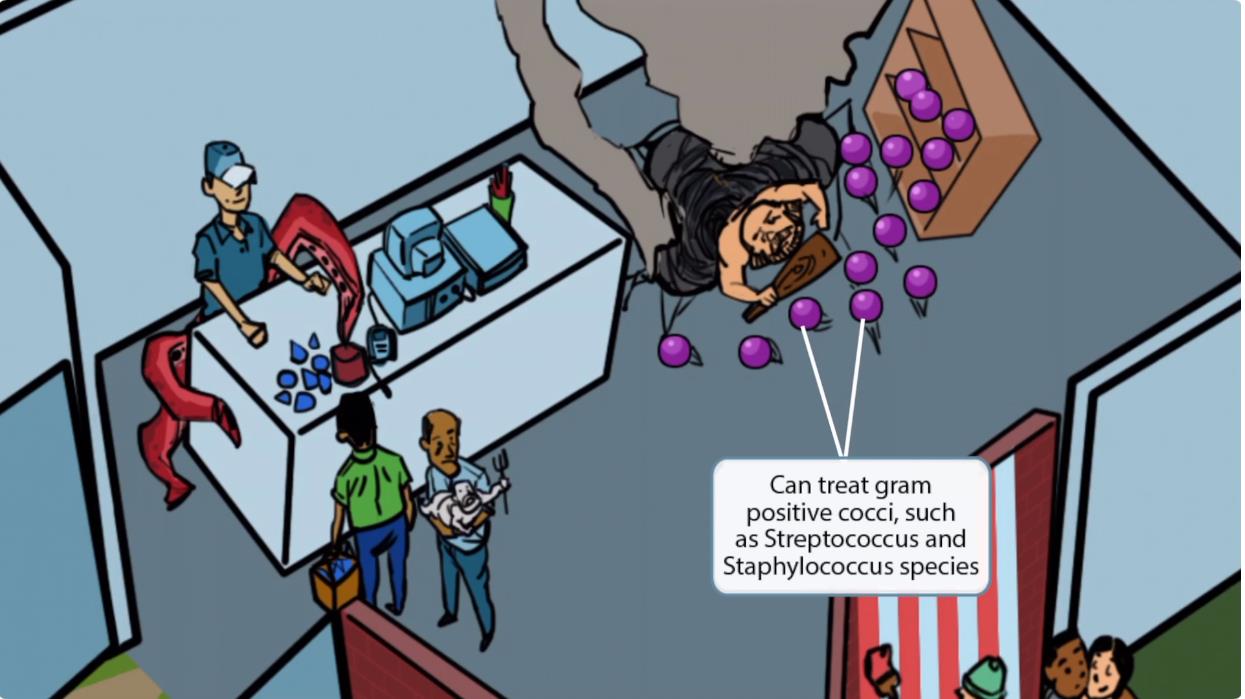 Can treat gram
positive cocci, such
as Streptococcus and
Staphylococcus species